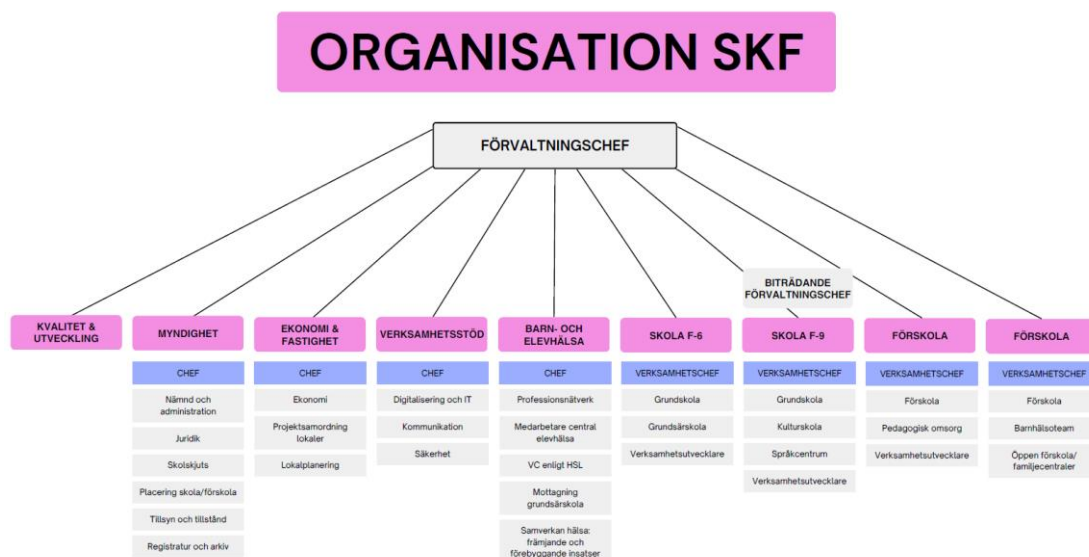 ORGANISATION SKF
FÖRVALTNINGSCHEF
BITRÄDANDE
FÖRVALTNINGSCHEF
KVALITET &
UTVECKLING
MYNDIGHET
CHEF
Nämnd och
administration
Juridik
Skolskjuts
Placering skola/förskola
Tillsyn och tillstånd
Registratur och arkiv
EKONOMI &
FASTIGHET
CHEF
Ekonomi
Projektsamordning
lokaler
Lokalplanering
VERKSAMHETSSTÖD
CHEF
Digitalisering och IT
Kommunikation
Säkerhet
BARN- OCH
ELEVHÄLSA
CHEF
Professionsnätverk
Medarbetare central
elevhälsa
VC enligt HSL
Mottagning
grundsärskola
Samverkan hälsa:
främjande och
förebyggande insatser
SKOLA F-6
VERKSAMHETSCHEF
Grundskola
Grundsärskola
Verksamhetsutvecklare
SKOLA F-9
VERKSAMHETSCHEF
Grundskola
Kulturskola
Språkcentrum
Verksamhetsutvecklare
FÖRSKOLA
VERKSAMHETSCHEF
Förskola
Pedagogisk omsorg
Verksamhetsutvecklare
FÖRSKOLA
VERKSAMHETSCHEF
Förskola
Barnhälsoteam
Öppen förskola/
familjecentraler